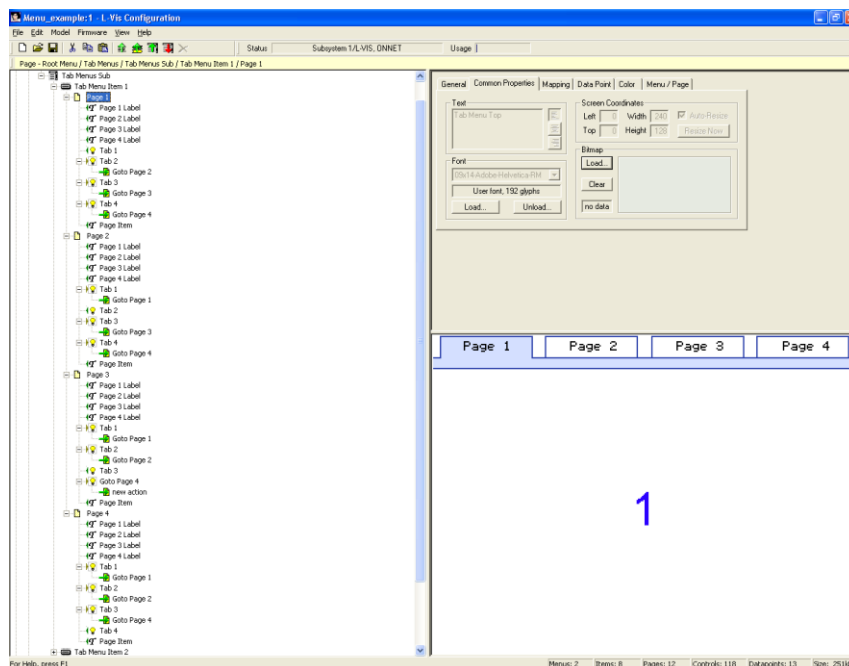 Menu_example:1 - L-Vis Configuration
File Edit Model Firmware View Help
Status Subsystem 1/L-VIS, ONNET Usage
Page - Root Menu / Tab Menus / Tab Menus Sub / Tab Menu Item 1 / Page 1
Tab Menus Sub
Tab Menu Item 1
Page 1
Page 1 Label
Page 2 Label
Page 3 Label
Page 4 Label
Tab 1
Tab 2
Goto Page 2
Tab 3
Goto Page 3
Tab 4
Goto Page 4
Page Item
Page 2
Page 1 Label
Page 2 Label
Page 3 Label
Page 4 Label
Tab 1
Goto Page 1
Tab 2
Tab 3
Goto Page 3
Tab 4
Goto Page 4
Page Item
Page 3
Page 1 Label
Page 2 Label
Page 3 Label
Page 4 Label
Tab 1
Goto Page 1
Tab 2
Goto Page 2
Tab 3
Goto Page 4
new action
Page Item
Page 4
Page 1 Label
Page 2 Label
Page 3 Label
Page 4 Label
Tab 1
Goto Page 1
Tab 2
Goto Page 2
Tab 3
Goto Page 4
Tab 4
Page Item
Tab Menu Item 2
General Common Properties Mapping Data Point Color Menu / Page
Text
Tab Menu Top
Font
09x14-Adobe-Helvetica-RM
User font, 192 glyphs
Load... Unload...
Screen Coordinates
Left 0 Width 240 Auto-Resize
Top 0 Height 128 Resize Now
Bitmap
Load...
Clear
no data
Page 1 Page 2 Page 3 Page 4
1
For Help, press F1
Menus: 2 Items: 8 Pages: 12 Controls: 118 Datapoints: 13 Size: 251k